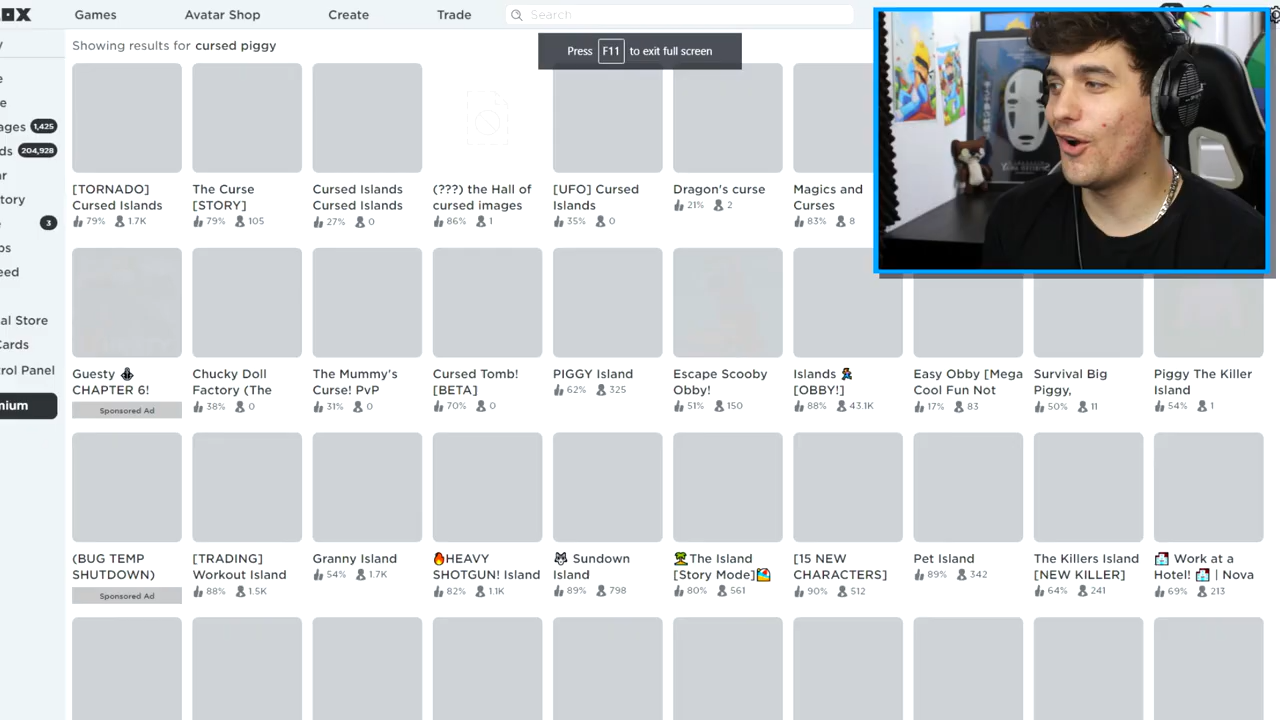 OX Games Avatar Shop Create Trade Search
Showing results for cursed piggy
Press F11 to exit full screen
ages 1,425
ds 204,928
ar
tory
3
ps
eed
al Store
Cards
rol Panel
mium
[TORNADO] Cursed Islands
79% 1.7K
The Curse [STORY]
79% 105
Cursed Islands Cursed Islands
27% 0
(???) the Hall of cursed images
86% 1
[UFO] Cursed Islands
35% 0
Dragon's curse
21% 2
Magics and Curses
83% 8
Guesty CHAPTER 6!
Sponsored Ad
Chucky Doll Factory (The
38% 0
The Mummy's Curse! PvP
31% 0
Cursed Tomb! [BETA]
70% 0
PIGGY Island
62% 325
Escape Scooby Obby!
51% 150
Islands [OBBY!]
88% 43.1K
Easy Obby [Mega Cool Fun Not
17% 83
Survival Big Piggy,
50% 11
Piggy The Killer Island
54% 1
(BUG TEMP SHUTDOWN)
Sponsored Ad
[TRADING] Workout Island
88% 1.5K
Granny Island
54% 1.7K
🔥HEAVY SHOTGUN! Island
82% 1.1K
🐺 Sundown Island
89% 798
🏝️The Island [Story Mode]🏖️
80% 561
[15 NEW CHARACTERS]
90% 512
Pet Island
89% 342
The Killers Island [NEW KILLER]
64% 241
🏩 Work at a Hotel! 🏩 | Nova
69% 213